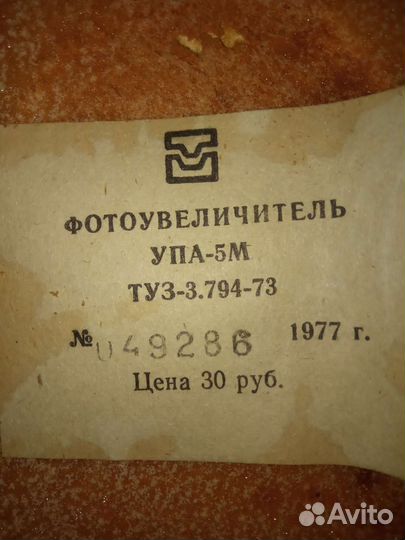 ФОТОУВЕЛИЧИТЕЛЬ
УПА-5М
ТУЗ-3.794-73
№ 049286 1977 г.
Цена 30 руб.
Avito